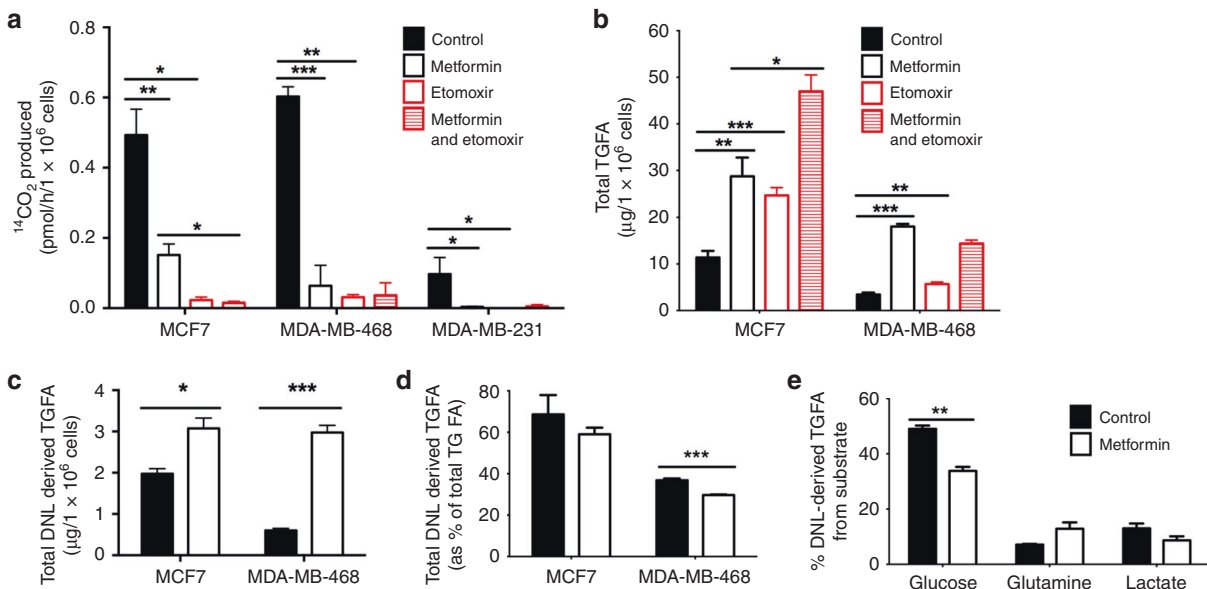 a
0.8
0.6
0.4
0.2
0.0
¹⁴CO₂ produced
(pmol/h/1 × 10⁶ cells)
Control
Metformin
Etomoxir
Metformin
and etomoxir
*
**
*
**
***
*
*
MCF7
MDA-MB-468
MDA-MB-231
b
60
50
40
30
20
10
0
Total TGFA
(μg/1 × 10⁶ cells)
Control
Metformin
Etomoxir
Metformin
and etomoxir
*
***
**
**
***
MCF7
MDA-MB-468
c
4
3
2
1
0
Total DNL derived TGFA
(μg/1 × 10⁶ cells)
*
***
MCF7
MDA-MB-468
d
80
60
40
20
0
Total DNL derived TGFA
(as % of total TG FA)
***
MCF7
MDA-MB-468
e
60
40
20
0
% DNL-derived TGFA
from substrate
**
Control
Metformin
Glucose
Glutamine
Lactate